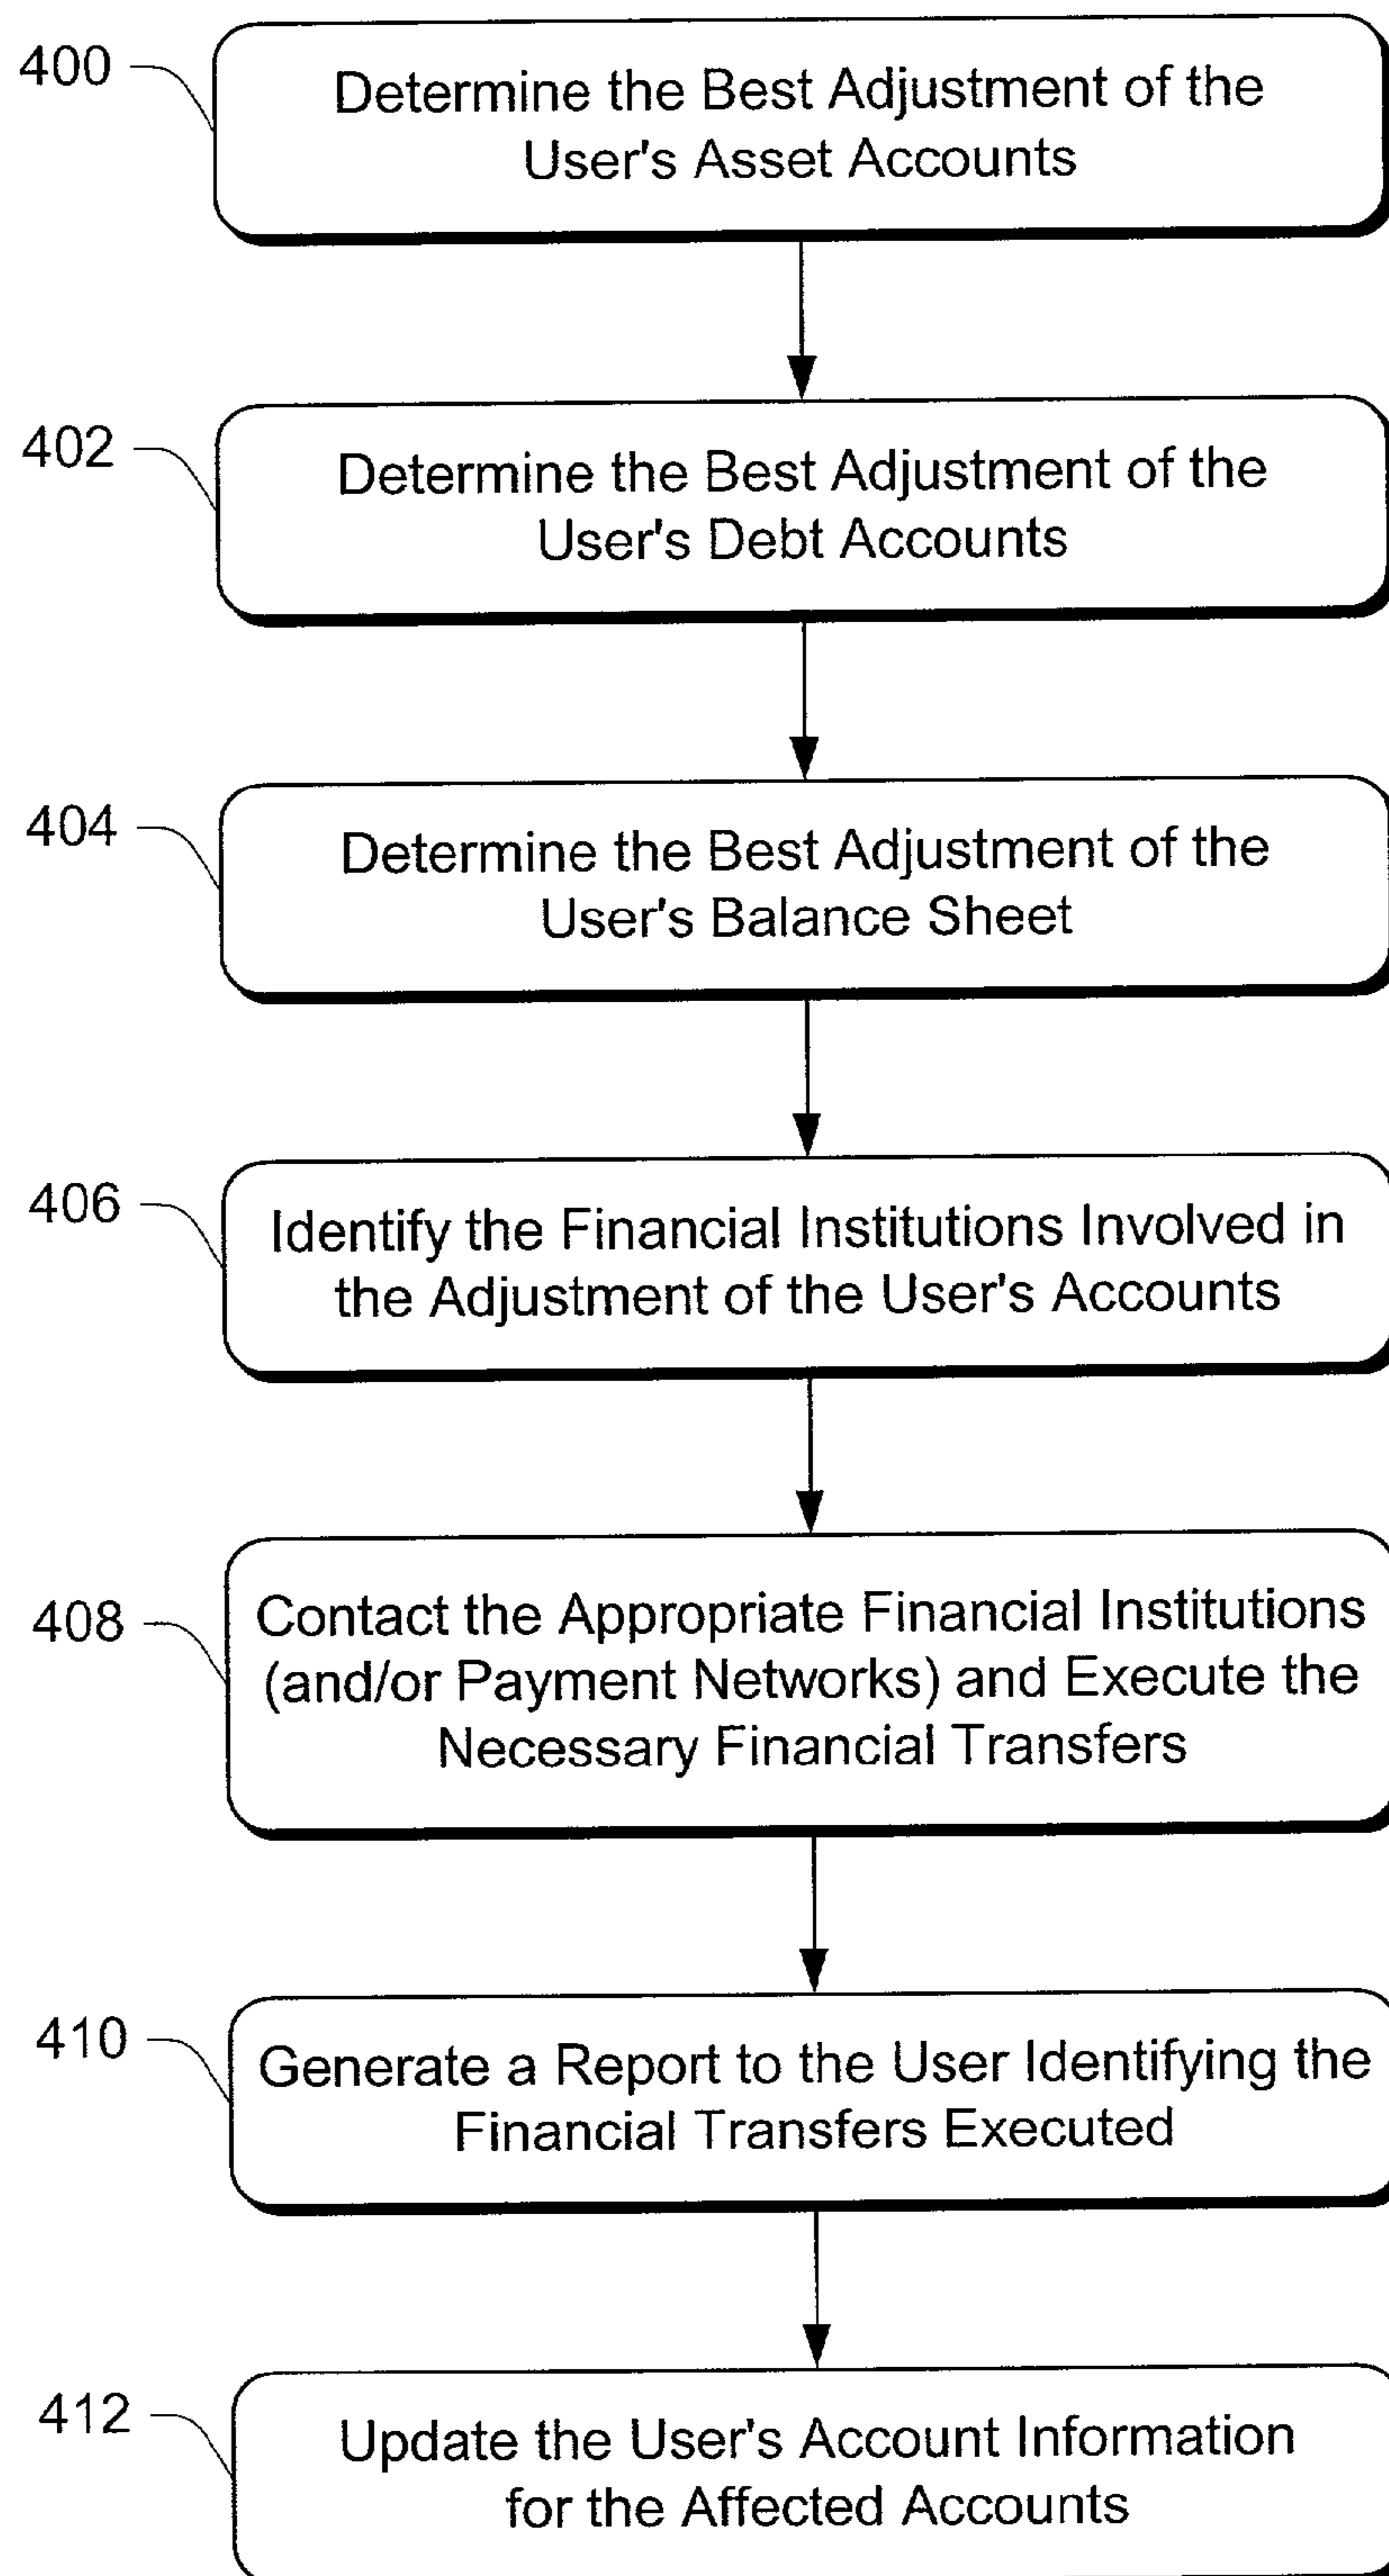 400
Determine the Best Adjustment of the
User's Asset Accounts
402
Determine the Best Adjustment of the
User's Debt Accounts
404
Determine the Best Adjustment of the
User's Balance Sheet
406
Identify the Financial Institutions Involved in
the Adjustment of the User's Accounts
408
Contact the Appropriate Financial Institutions
(and/or Payment Networks) and Execute the
Necessary Financial Transfers
410
Generate a Report to the User Identifying the
Financial Transfers Executed
412
Update the User's Account Information
for the Affected Accounts